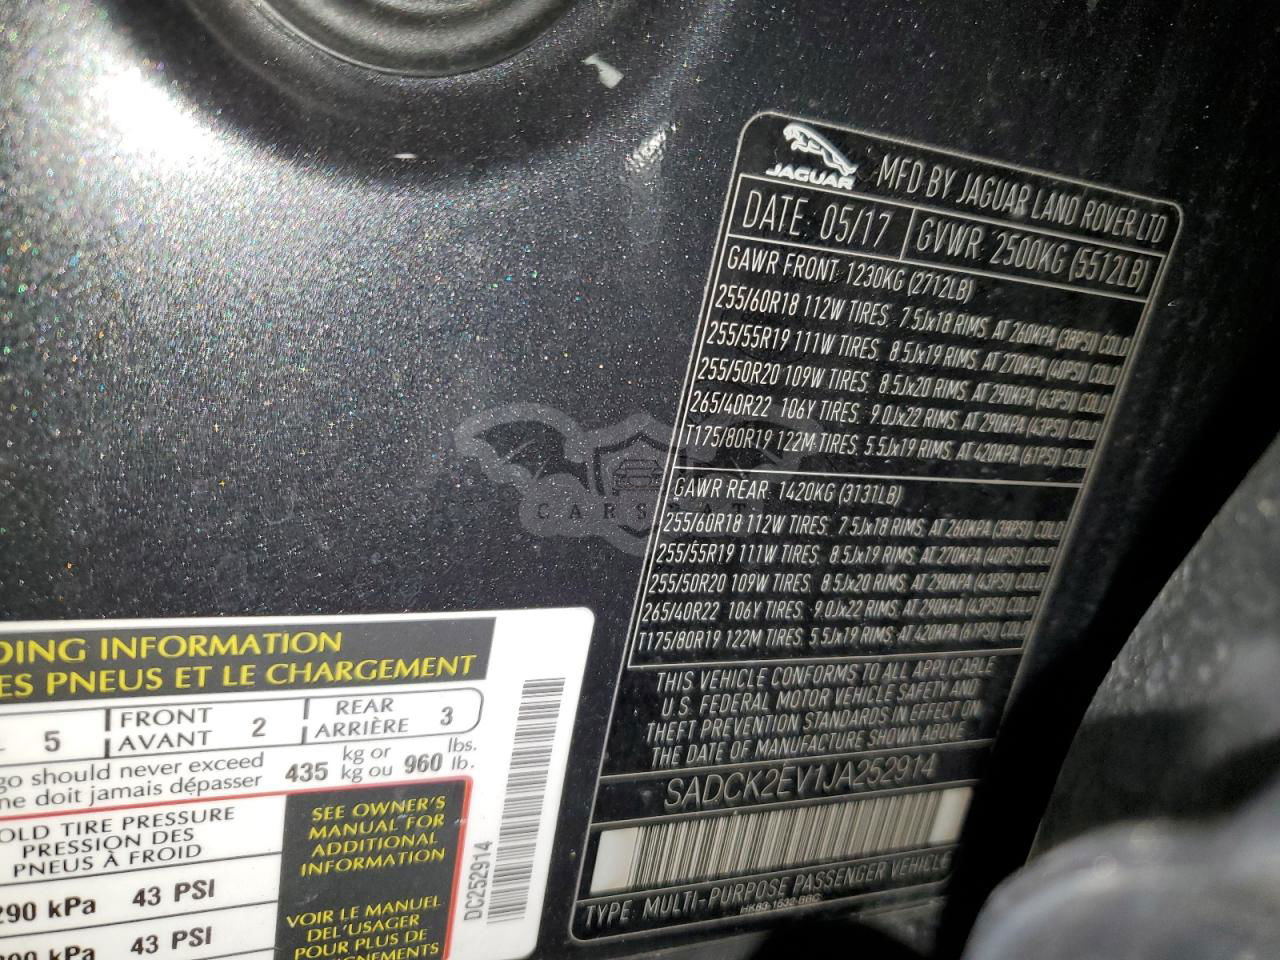 JAGUAR MFD BY JAGUAR LAND ROVER LTD
DATE: 05/17 GVWR 2500KG (5512LB)
GAWR FRONT 1230KG (2712LB)
255/60R18 112W TIRES, 7.5Jx18 RIMS, AT 260KPA (38PSI) COLD
255/55R19 111W TIRES, 8.5Jx19 RIMS, AT 270KPA (40PSI) COLD
255/50R20 109W TIRES, 8.5Jx20 RIMS, AT 290KPA (43PSI) COLD
265/40R22 106Y TIRES, 9.0Jx22 RIMS, AT 290KPA (43PSI) COLD
T175/80R19 122M TIRES, 5.5Jx19 RIMS, AT 420KPA (61PSI) COLD
GAWR REAR 1420KG (3131LB)
255/60R18 112W TIRES, 7.5Jx18 RIMS, AT 260KPA (38PSI) COLD
255/55R19 111W TIRES, 8.5Jx19 RIMS, AT 270KPA (40PSI) COLD
255/50R20 109W TIRES, 8.5Jx20 RIMS, AT 290KPA (43PSI) COLD
265/40R22 106Y TIRES, 9.0Jx22 RIMS, AT 290KPA (43PSI) COLD
T175/80R19 122M TIRES, 5.5Jx19 RIMS, AT 420KPA (61PSI) COLD
THIS VEHICLE CONFORMS TO ALL APPLICABLE
U.S. FEDERAL MOTOR VEHICLE SAFETY AND
THEFT PREVENTION STANDARDS IN EFFECT ON
THE DATE OF MANUFACTURE SHOWN ABOVE
SADCK2EV1JA252914
TYPE: MULTI-PURPOSE PASSENGER VEHICLE
HK83-1532-BBC
DING INFORMATION
ES PNEUS ET LE CHARGEMENT
5 FRONT 2 REAR 3
AVANT ARRIÈRE
go should never exceed 435 kg or 960 lbs.
ne doit jamais dépasser kg ou lb.
OLD TIRE PRESSURE
PRESSION DES
PNEUS À FROID
290 kPa 43 PSI
43 PSI
SEE OWNER'S
MANUAL FOR
ADDITIONAL
INFORMATION
VOIR LE MANUEL
DEL'USAGER
POUR PLUS DE
IGNEMENTS
DC252914